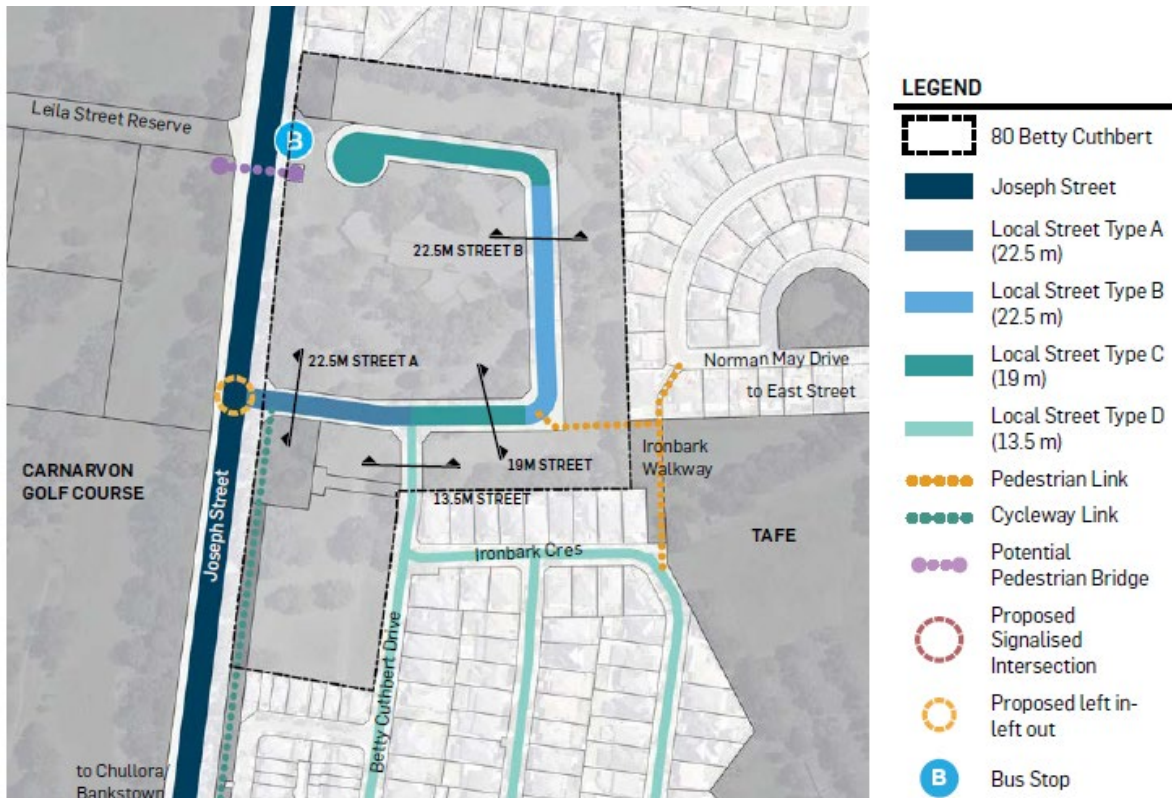 Leila Street Reserve
B
22.5M STREET B
22.5M STREET A
Norman May Drive
to East Street
19M STREET
Ironbark
Walkway
CARNARVON
GOLF COURSE
13.5M STREET
TAFE
Joseph Street
Ironbark Cres
Betty Cuthbert Drive
to Chullora/
Bankstown
LEGEND
80 Betty Cuthbert
Joseph Street
Local Street Type A
(22.5 m)
Local Street Type B
(22.5 m)
Local Street Type C
(19 m)
Local Street Type D
(13.5 m)
Pedestrian Link
Cycleway Link
Potential
Pedestrian Bridge
Proposed
Signalised
Intersection
Proposed left in-
left out
B
Bus Stop